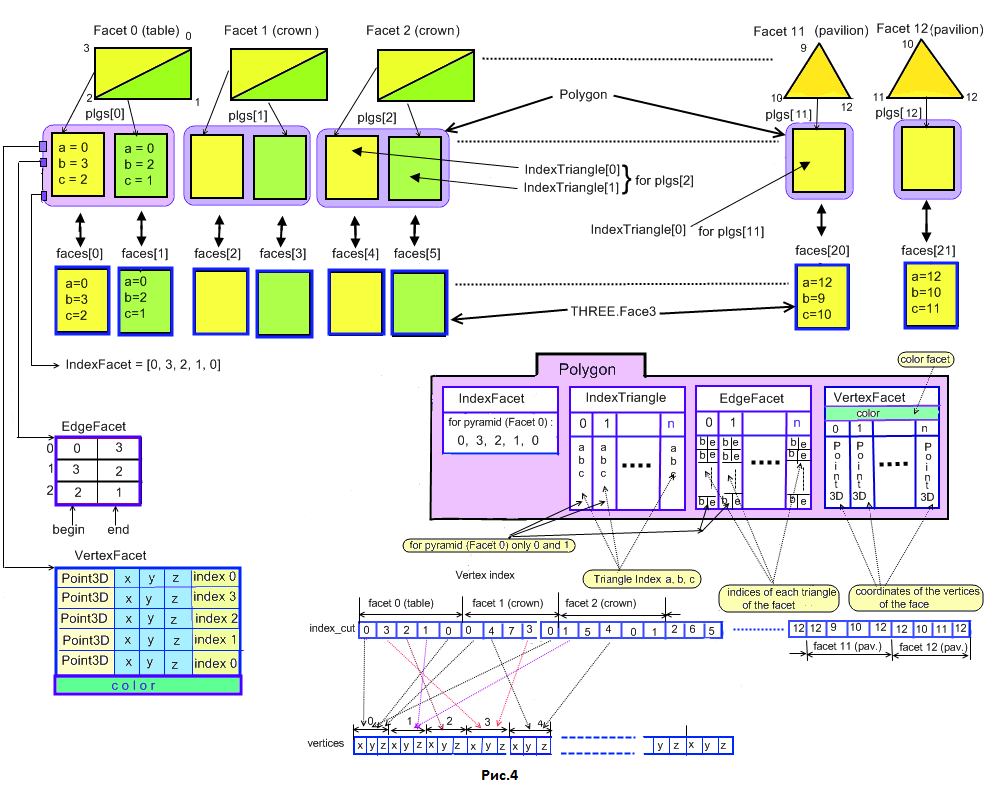 Facet 0 (table)
Facet 1 (crown)
Facet 2 (crown)
Facet 11 (pavilion)
Facet 12 (pavilion)
3
0
2
1
9
10
12
10
11
12
plgs[0]
plgs[1]
plgs[2]
Polygon
plgs[11]
plgs[12]
a = 0
b = 3
c = 2
a = 0
b = 2
c = 1
IndexTriangle[0]
IndexTriangle[1]
for plgs[2]
IndexTriangle[0]
for plgs[11]
faces[0]
faces[1]
faces[2]
faces[3]
faces[4]
faces[5]
faces[20]
faces[21]
a=0
b=3
c=2
a=0
b=2
c=1
a=12
b=9
c=10
a=12
b=10
c=11
THREE.Face3
IndexFacet = [0, 3, 2, 1, 0]
Polygon
color facet
IndexFacet
for pyramid (Facet 0) :
0, 3, 2, 1, 0
IndexTriangle
0 1 n
a a a
b b b
c c c
EdgeFacet
0 1 n
b e b e b e
b e b e b e
b e b e b e
VertexFacet
color
0 1 n
Point 3D
Point 3D
Point 3D
EdgeFacet
0 0 3
1 3 2
2 2 1
begin end
for pyramid (Facet 0) only 0 and 1
Triangle Index a, b, c
indices of each triangle
of the facet
coordinates of the vertices
of the face
VertexFacet
Point3D x y z index 0
Point3D x y z index 3
Point3D x y z index 2
Point3D x y z index 1
Point3D x y z index 0
color
Vertex index
facet 0 (table) facet 1 (crown) facet 2 (crown)
index_cut 0 3 2 1 0 0 4 7 3 0 1 5 4 0 1 2 6 5 12 12 9 10 12 12 10 11 12
facet 11 (pav.) facet 12 (pav.)
0 1 2 3 4
vertices x y z x y z x y z x y z x y z y z x y z
Рис.4